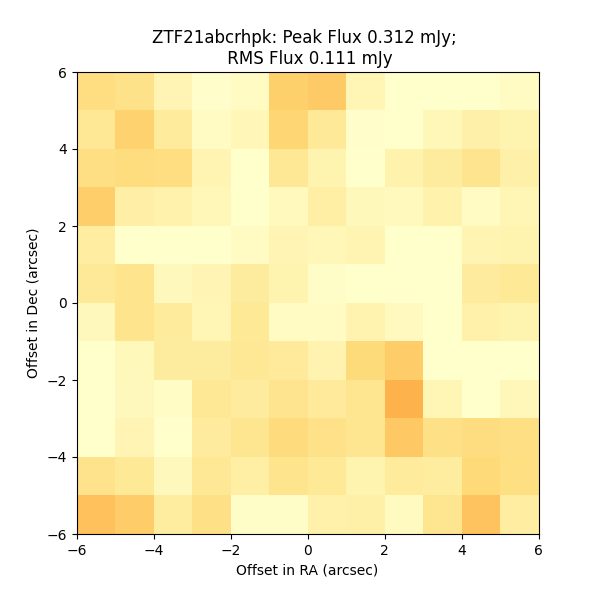 ZTF21abcrhpk: Peak Flux 0.312 mJy;
RMS Flux 0.111 mJy
6
4
2
0
−2
−4
−6
Offset in Dec (arcsec)
−6 −4 −2 0 2 4 6
Offset in RA (arcsec)